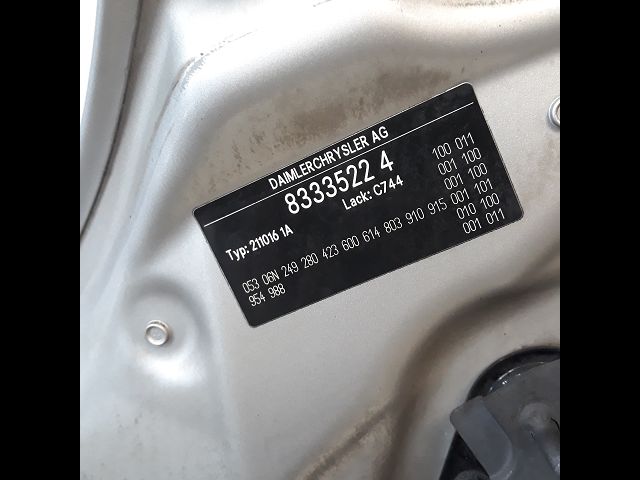 DAIMLERCHRYSLER AG
8333522 4
Lack: C744
Typ: 211016 1A
053 06N 249 280 423 600 614 803 910 915
954 988
100 011
001 100
001 100
001 101
010 100
001 011